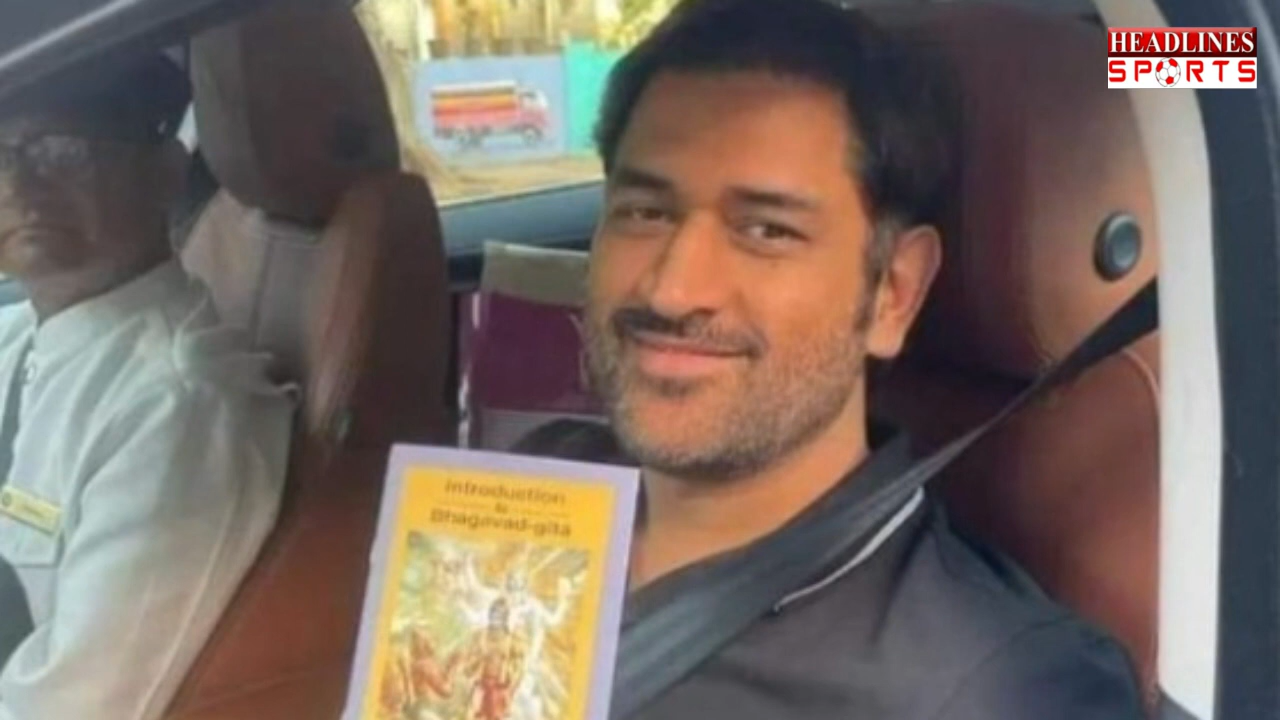 HEADLINES
SPORTS
Introduction
to
Bhagavad-gita